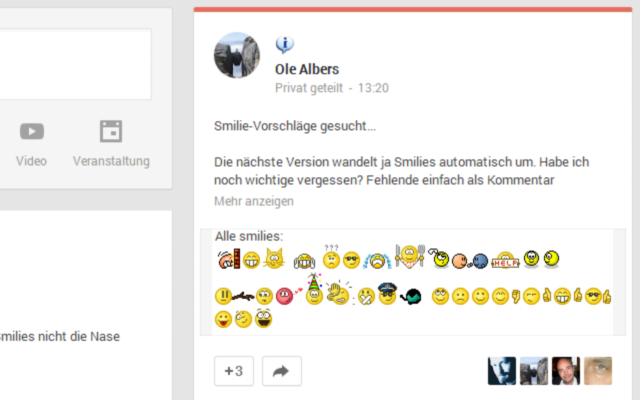 Ole Albers
Privat geteilt - 13:20
Smilie-Vorschläge gesucht...
Die nächste Version wandelt ja Smilies automatisch um. Habe ich
noch wichtige vergessen? Fehlende einfach als Kommentar
Mehr anzeigen
Video
Veranstaltung
Alle smilies:
???
HELP
milies nicht die Nase
+3